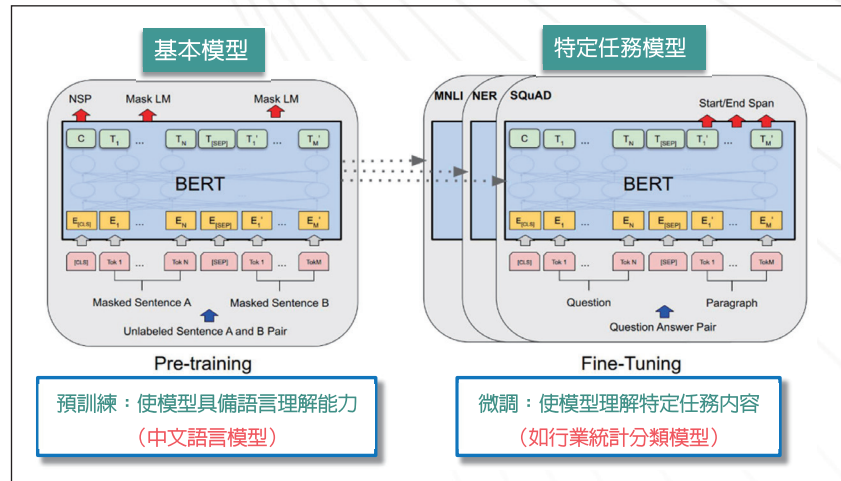 基本模型
特定任務模型
NSP Mask LM Mask LM
C T1 ... TN T[SEP] T1' ... TM'
BERT
E[CLS] E1 ... EN E[SEP] E1' ... EM'
[CLS] Tok 1 ... Tok N [SEP] Tok 1 ... TokM
Masked Sentence A Masked Sentence B
Unlabeled Sentence A and B Pair
Pre-training
預訓練：使模型具備語言理解能力
（中文語言模型）
MNLI NER SQuAD
Start/End Span
C T1 ... TN T[SEP] T1' ... TM'
BERT
E[CLS] E1 ... EN E[SEP] E1' ... EM'
[CLS] Tok 1 ... Tok N [SEP] Tok 1 ... TokM
Question Paragraph
Question Answer Pair
Fine-Tuning
微調：使模型理解特定任務內容
（如行業統計分類模型）